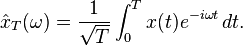 \hat{x}_T(\omega) = \frac{1}{\sqrt{T}} \int_0^T x(t) e^{-i\omega t} \, dt.